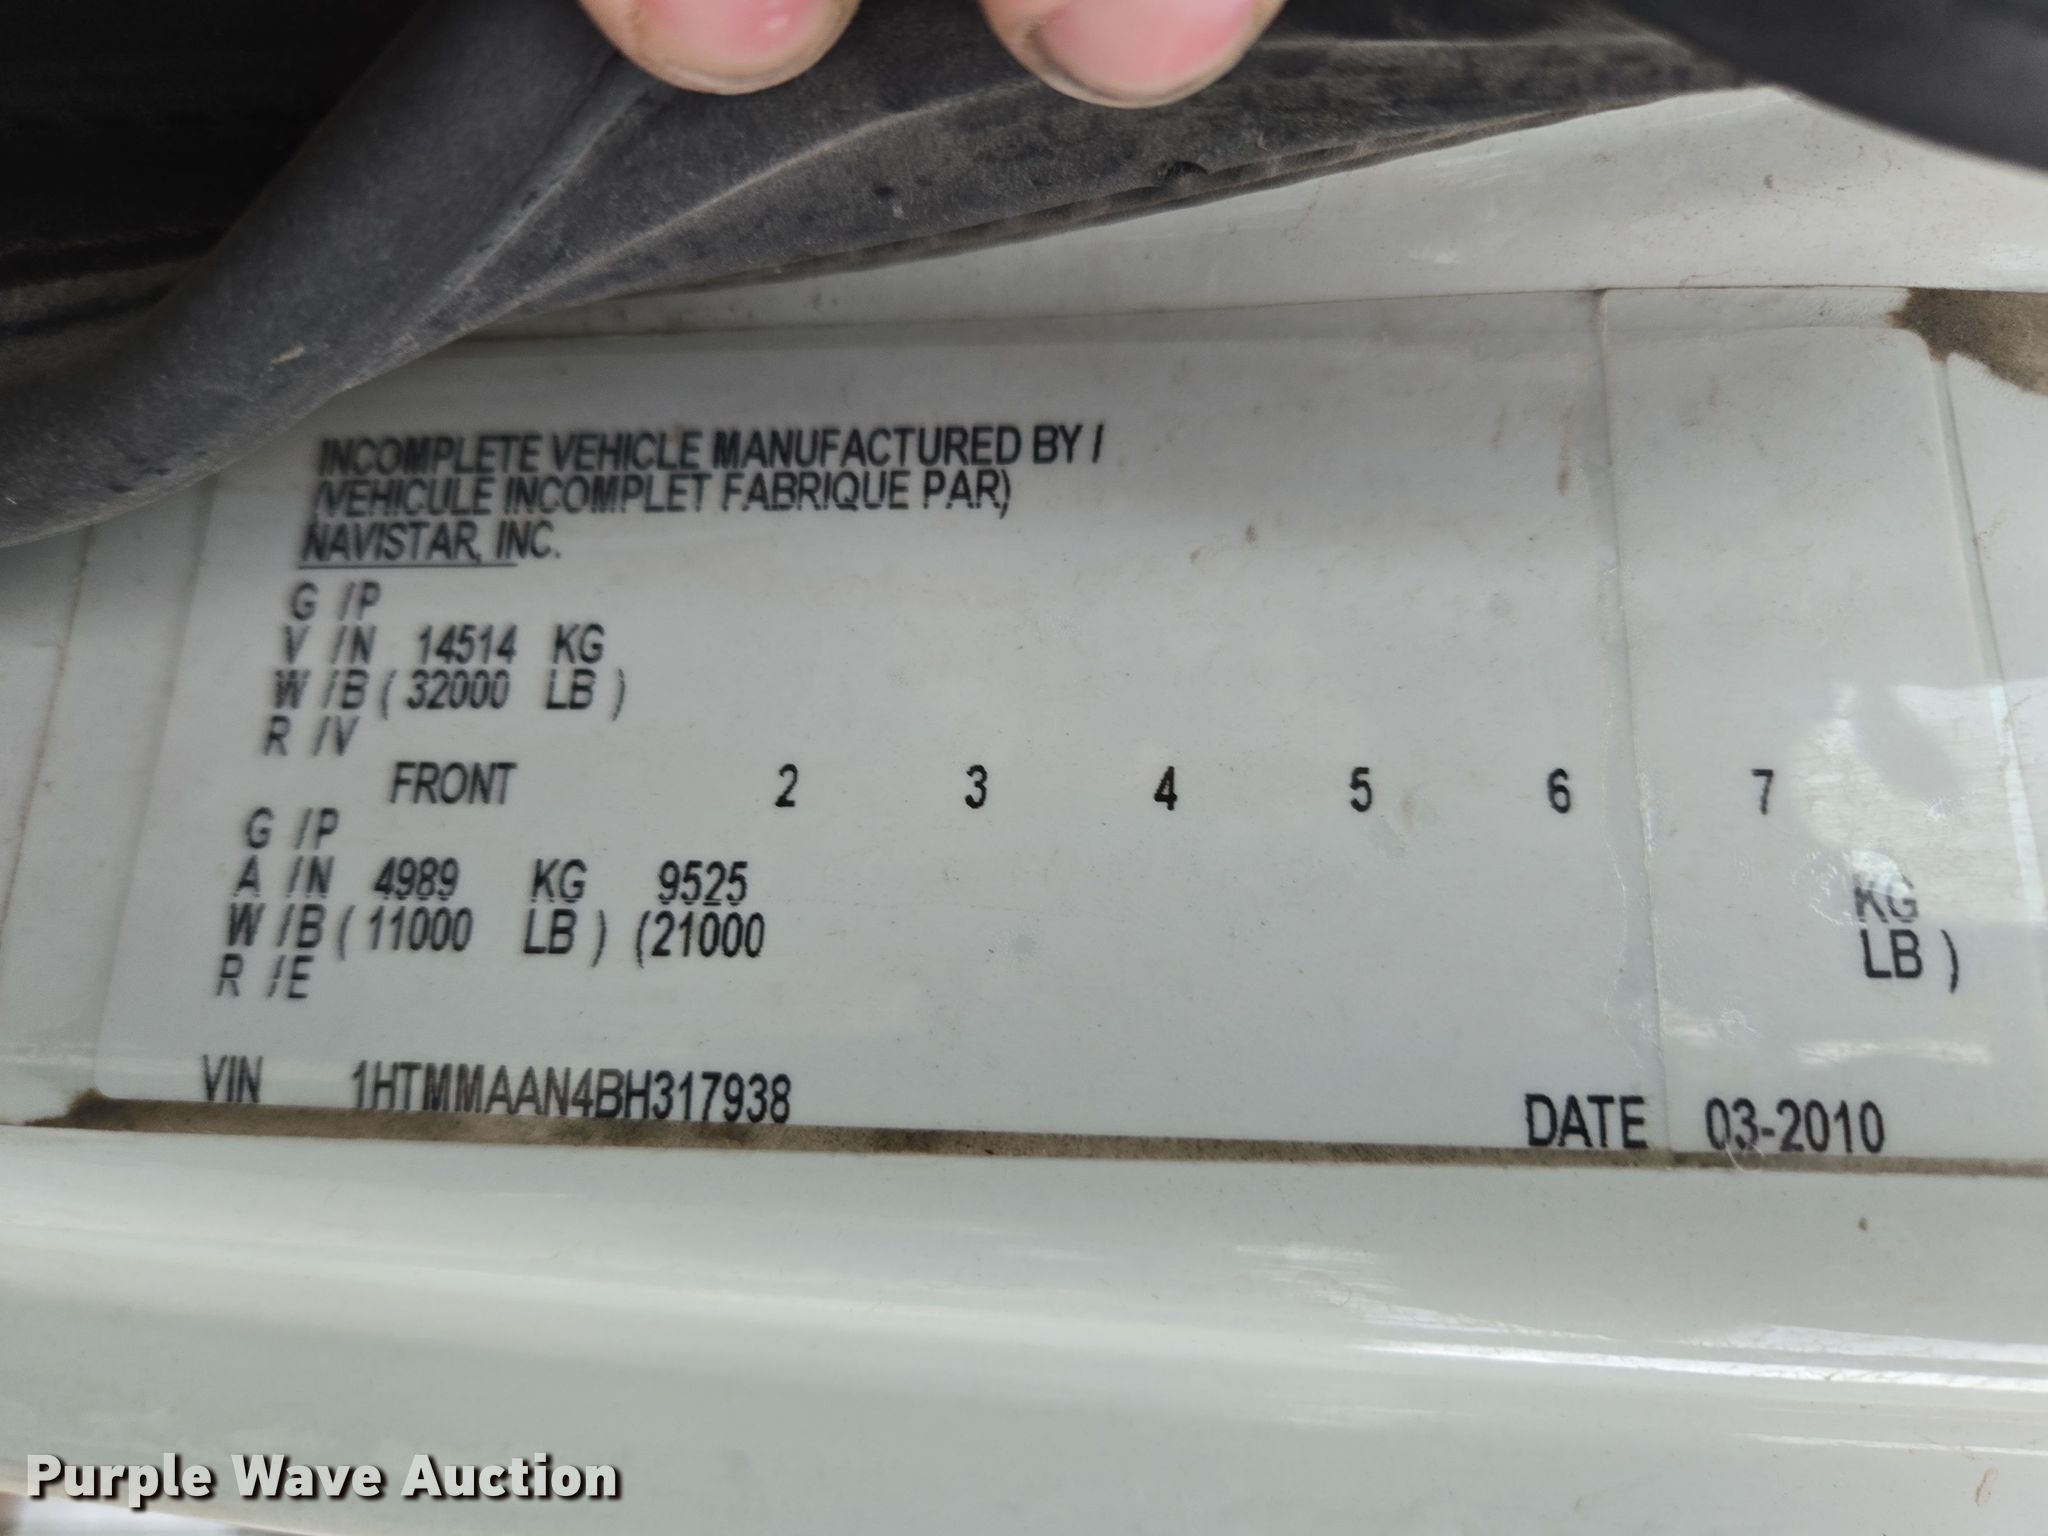 INCOMPLETE VEHICLE MANUFACTURED BY /
(VEHICULE INCOMPLET FABRIQUE PAR)
NAVISTAR, INC.
G /P
V /N 14514 KG
W /B ( 32000 LB )
R /V
FRONT 2 3 4 5 6 7
G /P
A /N 4989 KG 9525 KG
W /B ( 11000 LB ) (21000 LB )
R /E
VIN 1HTMMAAN4BH317938 DATE 03-2010
Purple Wave Auction